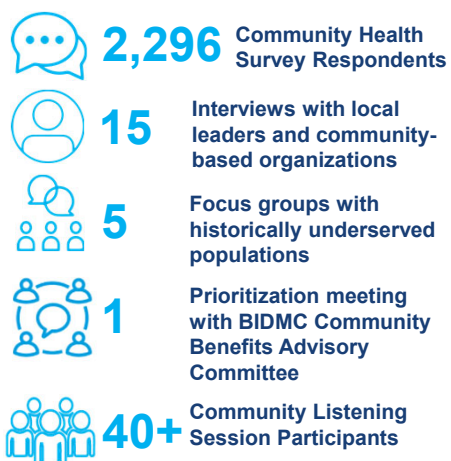 2,296 Community Health
Survey Respondents
15 Interviews with local
leaders and community-
based organizations
5 Focus groups with
historically underserved
populations
1 Prioritization meeting
with BIDMC Community
Benefits Advisory
Committee
40+ Community Listening
Session Participants